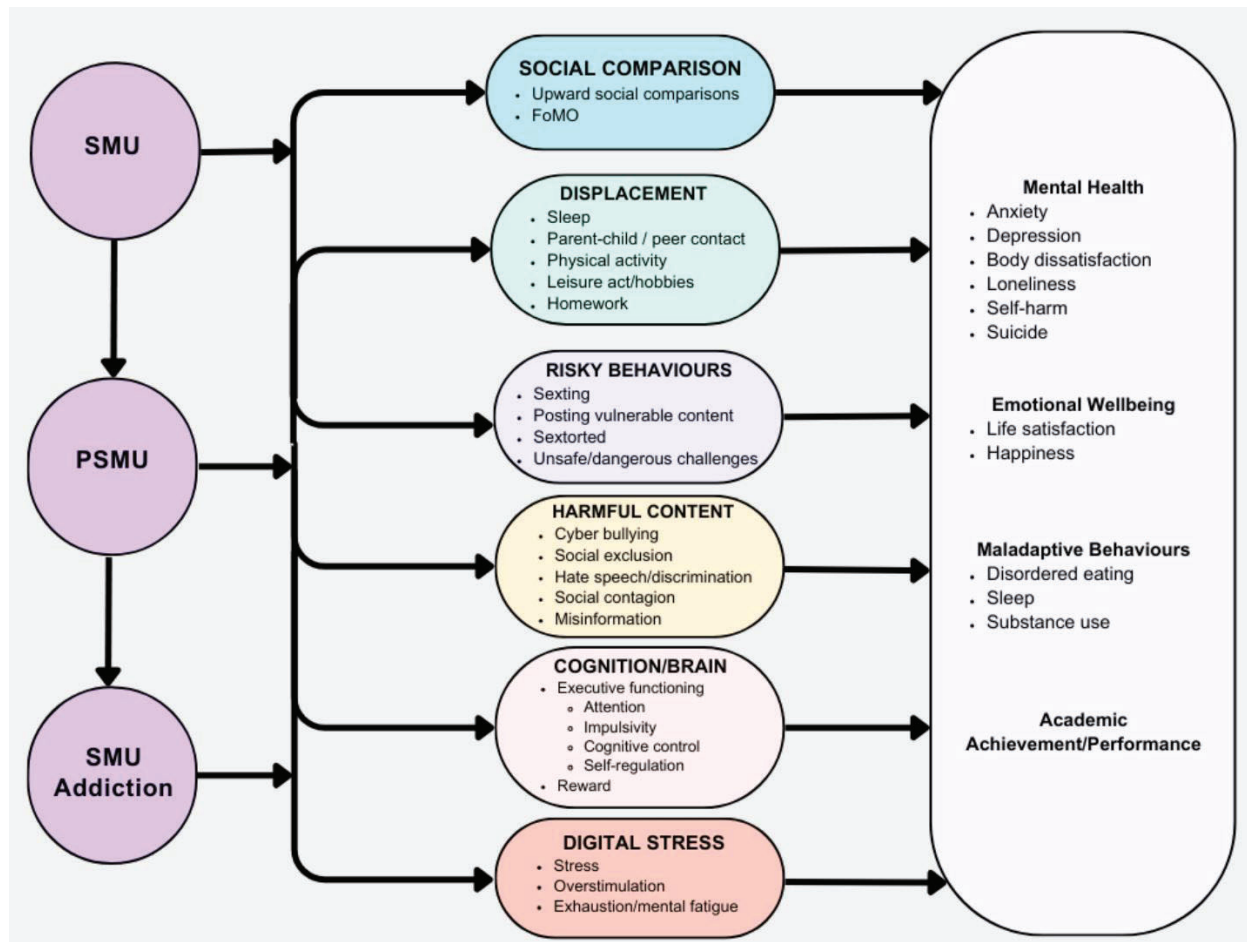 SMU
PSMU
SMU
Addiction
SOCIAL COMPARISON
• Upward social comparisons
• FoMO
DISPLACEMENT
• Sleep
• Parent-child / peer contact
• Physical activity
• Leisure act/hobbies
• Homework
RISKY BEHAVIOURS
• Sexting
• Posting vulnerable content
• Sextorted
• Unsafe/dangerous challenges
HARMFUL CONTENT
• Cyber bullying
• Social exclusion
• Hate speech/discrimination
• Social contagion
• Misinformation
COGNITION/BRAIN
• Executive functioning
◦ Attention
◦ Impulsivity
◦ Cognitive control
◦ Self-regulation
• Reward
DIGITAL STRESS
• Stress
• Overstimulation
• Exhaustion/mental fatigue
Mental Health
• Anxiety
• Depression
• Body dissatisfaction
• Loneliness
• Self-harm
• Suicide
Emotional Wellbeing
• Life satisfaction
• Happiness
Maladaptive Behaviours
• Disordered eating
• Sleep
• Substance use
Academic
Achievement/Performance